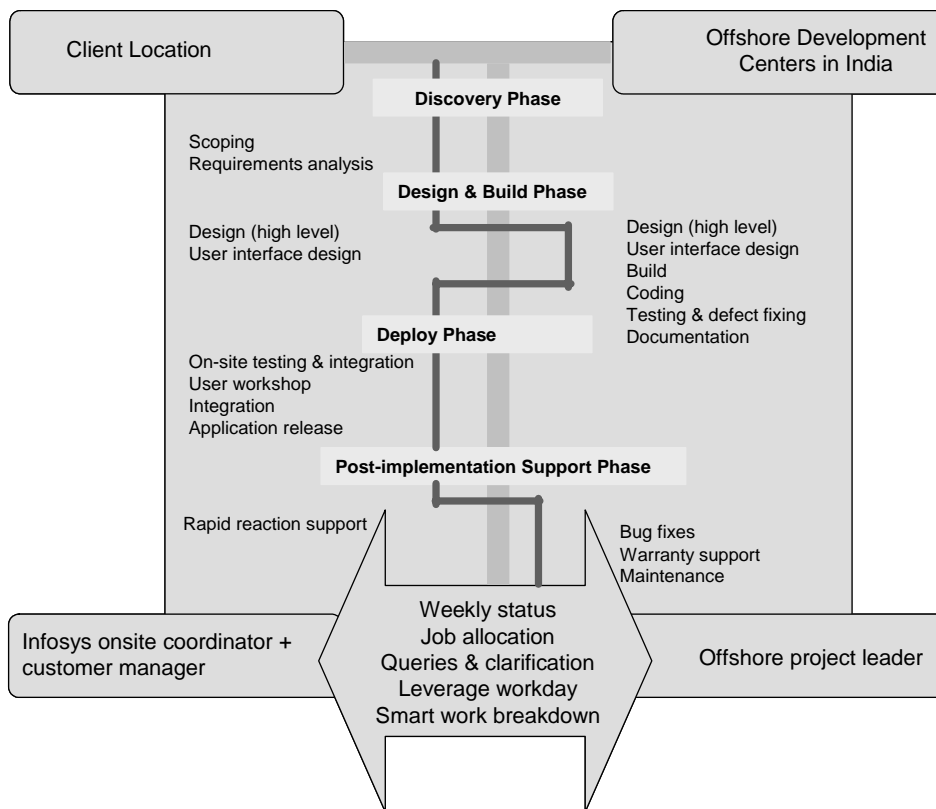 Client Location
Offshore Development
Centers in India
Discovery Phase
Scoping
Requirements analysis
Design & Build Phase
Design (high level)
User interface design
Design (high level)
User interface design
Build
Coding
Testing & defect fixing
Documentation
Deploy Phase
On-site testing & integration
User workshop
Integration
Application release
Post-implementation Support Phase
Rapid reaction support
Bug fixes
Warranty support
Maintenance
Infosys onsite coordinator +
customer manager
Weekly status
Job allocation
Queries & clarification
Leverage workday
Smart work breakdown
Offshore project leader